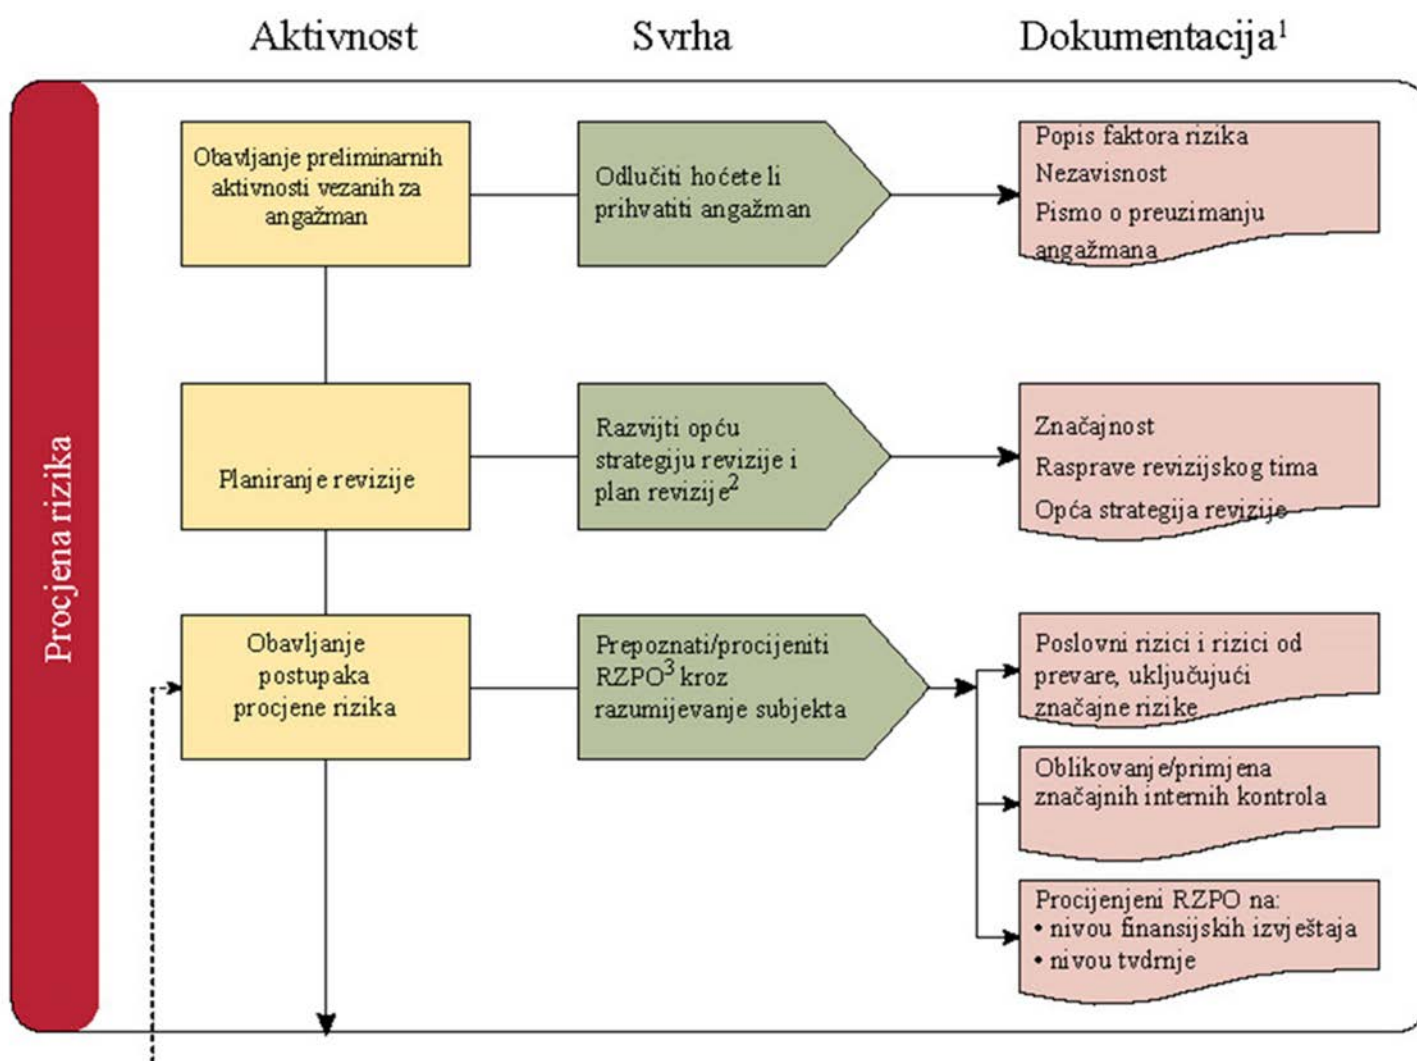 Aktivnost
Svrha
Dokumentacija¹
Procjena rizika
Obavljanje preliminarnih
aktivnosti vezanih za
angažman
Odlučiti hoćete li
prihvatiti angažman
Popis faktora rizika
Nezavisnost
Pismo o preuzimanju
angažmana
Planiranje revizije
Razvijti opću
strategiju revizije i
plan revizije²
Značajnost
Rasprave revizijskog tima
Opća strategija revizije
Obavljanje
postupaka
procjene rizika
Prepoznati/procijeniti
RZPO³ kroz
razumijevanje subjekta
Poslovni rizici i rizici od
prevare, uključujući
značajne rizike
Oblikovanje/primjena
značajnih internih kontrola
Procijenjeni RZPO na:
• nivou finansijskih izvještaja
• nivou tvdrnje